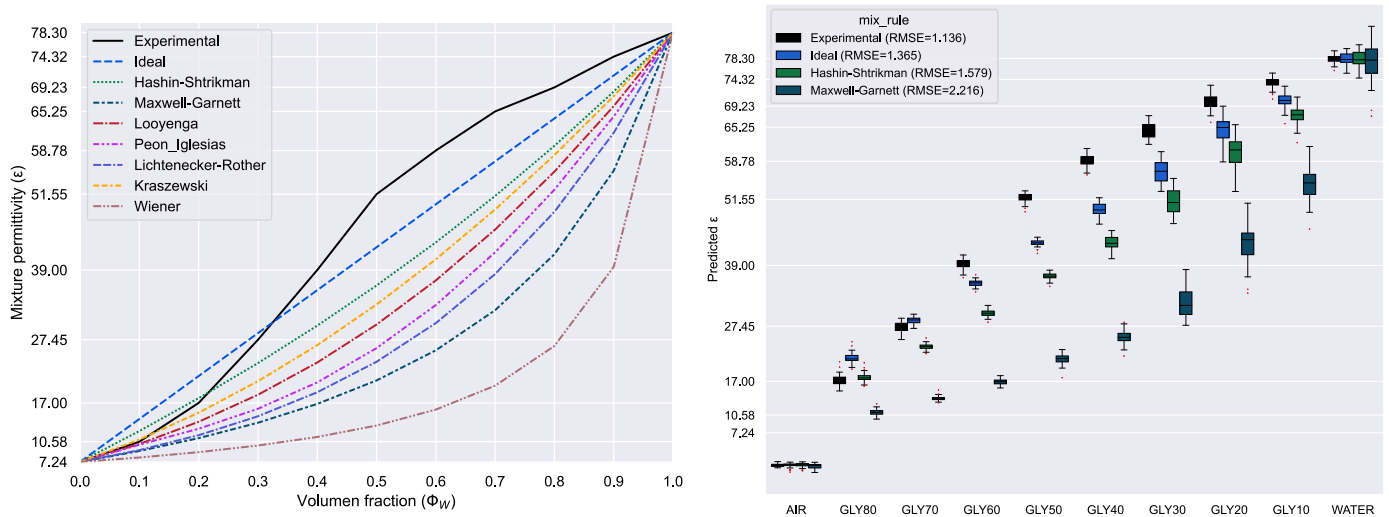 78.30
74.32
69.23
65.25
58.78
51.55
39.00
27.45
17.00
10.58
7.24
Mixture permittivity (ε)
Experimental
Ideal
Hashin-Shtrikman
Maxwell-Garnett
Looyenga
Peon_Iglesias
Lichtenecker-Rother
Kraszewski
Wiener
0.0 0.1 0.2 0.3 0.4 0.5 0.6 0.7 0.8 0.9 1.0
Volumen fraction (Φ_W)
mix_rule
Experimental (RMSE=1.136)
Ideal (RMSE=1.365)
Hashin-Shtrikman (RMSE=1.579)
Maxwell-Garnett (RMSE=2.216)
78.30
74.32
69.23
65.25
58.78
51.55
39.00
27.45
17.00
10.58
7.24
Predicted ε
AIR GLY80 GLY70 GLY60 GLY50 GLY40 GLY30 GLY20 GLY10 WATER